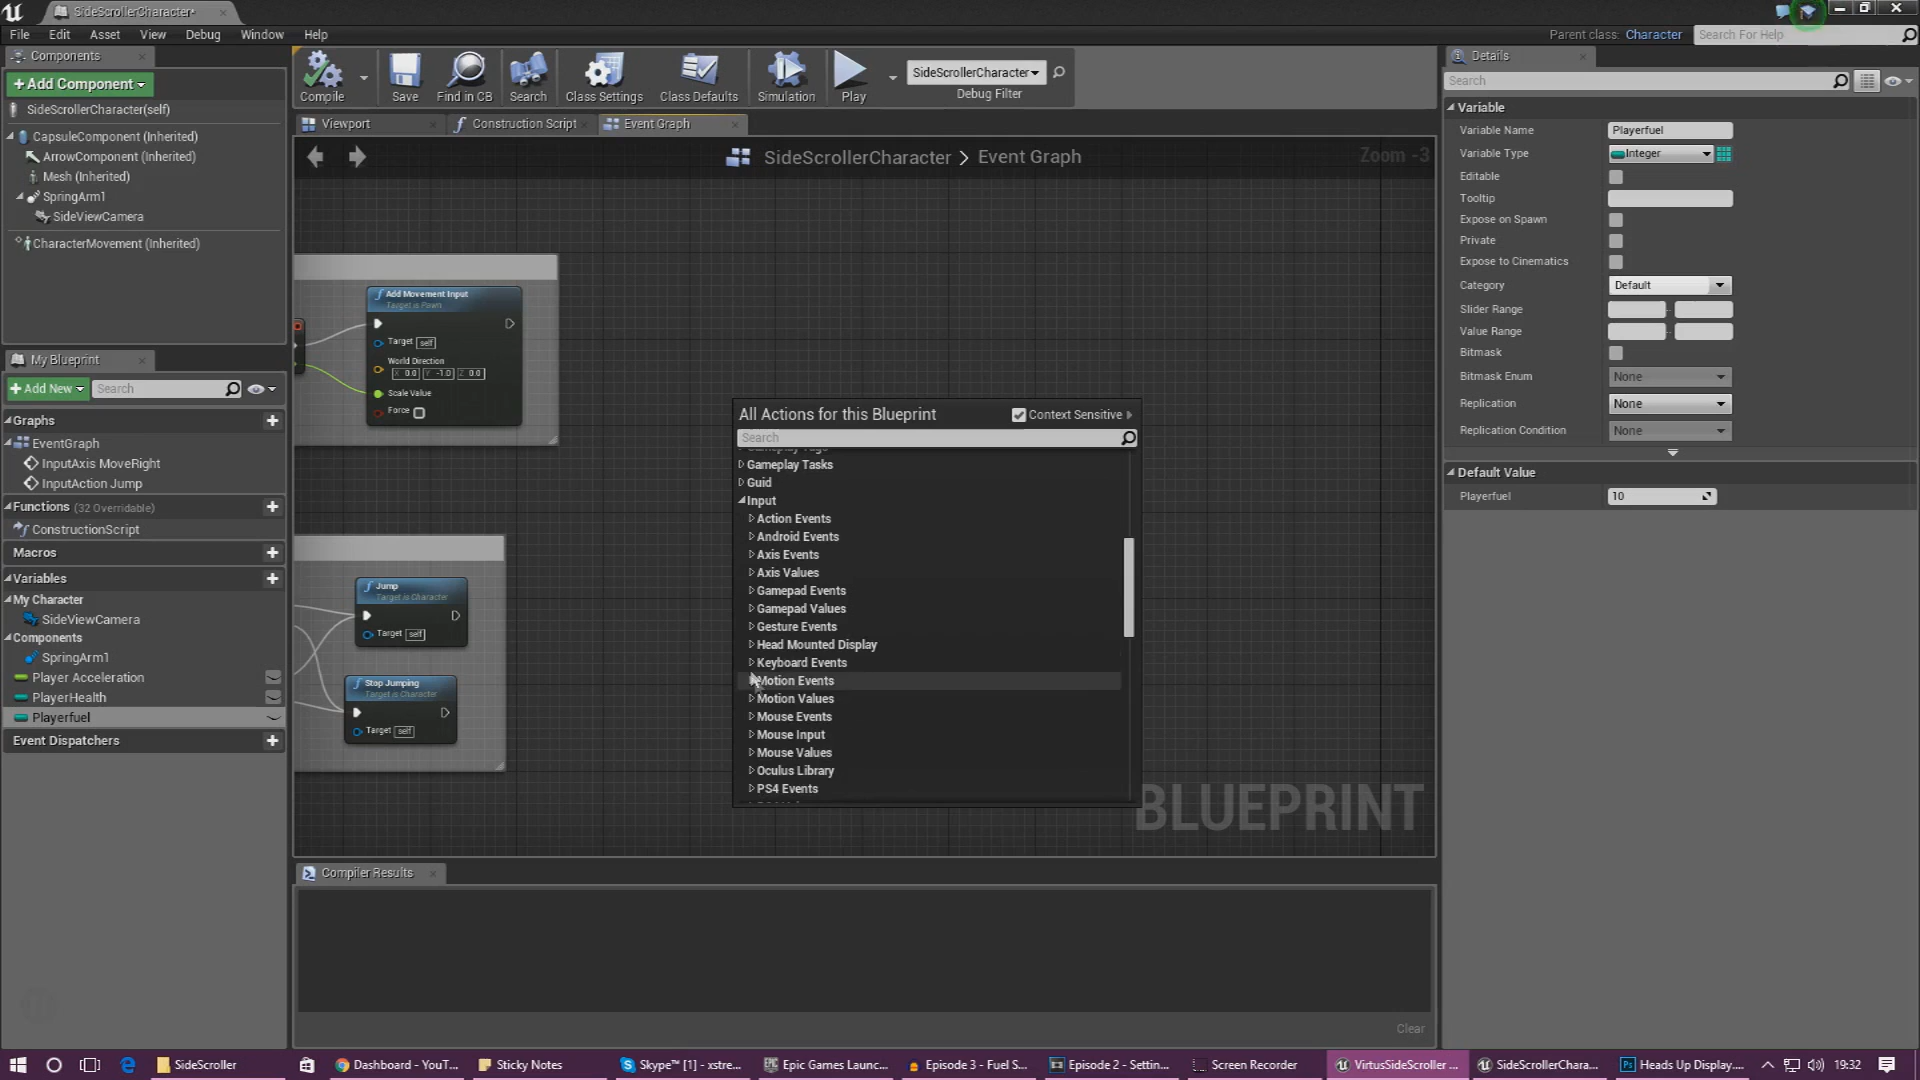 SideScrollerCharacter*
File Edit Asset View Debug Window Help
Parent class: Character
Search For Help
Components
+Add Component
SideScrollerCharacter(self)
CapsuleComponent (Inherited)
ArrowComponent (Inherited)
Mesh (Inherited)
SpringArm1
SideViewCamera
CharacterMovement (Inherited)
Compile Save Find in CB Search Class Settings Class Defaults Simulation Play
SideScrollerCharacter
Debug Filter
Viewport
Construction Script
Event Graph
SideScrollerCharacter > Event Graph
Zoom -3
Add Movement Input
Target is Pawn
Target self
World Direction
X 0.0 Y -1.0 Z 0.0
Scale Value
Force
Jump
Target is Character
Target self
Stop Jumping
Target is Character
Target self
All Actions for this Blueprint
Context Sensitive
Search
Gameplay Tags
Gameplay Tasks
Guid
Input
Action Events
Android Events
Axis Events
Axis Values
Gamepad Events
Gamepad Values
Gesture Events
Head Mounted Display
Keyboard Events
Motion Events
Motion Values
Mouse Events
Mouse Input
Mouse Values
Oculus Library
PS4 Events
BLUEPRINT
My Blueprint
+Add New
Search
Graphs
EventGraph
InputAxis MoveRight
InputAction Jump
Functions (32 Overridable)
ConstructionScript
Macros
Variables
My Character
SideViewCamera
Components
SpringArm1
Player Acceleration
PlayerHealth
Playerfuel
Event Dispatchers
Compiler Results
Clear
Details
Search
Variable
Variable Name Playerfuel
Variable Type Integer
Editable
Tooltip
Expose on Spawn
Private
Expose to Cinematics
Category Default
Slider Range
Value Range
Bitmask
Bitmask Enum None
Replication None
Replication Condition None
Default Value
Playerfuel 10
SideScroller
Dashboard - YouT...
Sticky Notes
Skype™ [1] - xstre...
Epic Games Launc...
Episode 3 - Fuel S...
Episode 2 - Settin...
Screen Recorder
VirtusSideScroller ...
SideScrollerChara...
Heads Up Display....
19:32